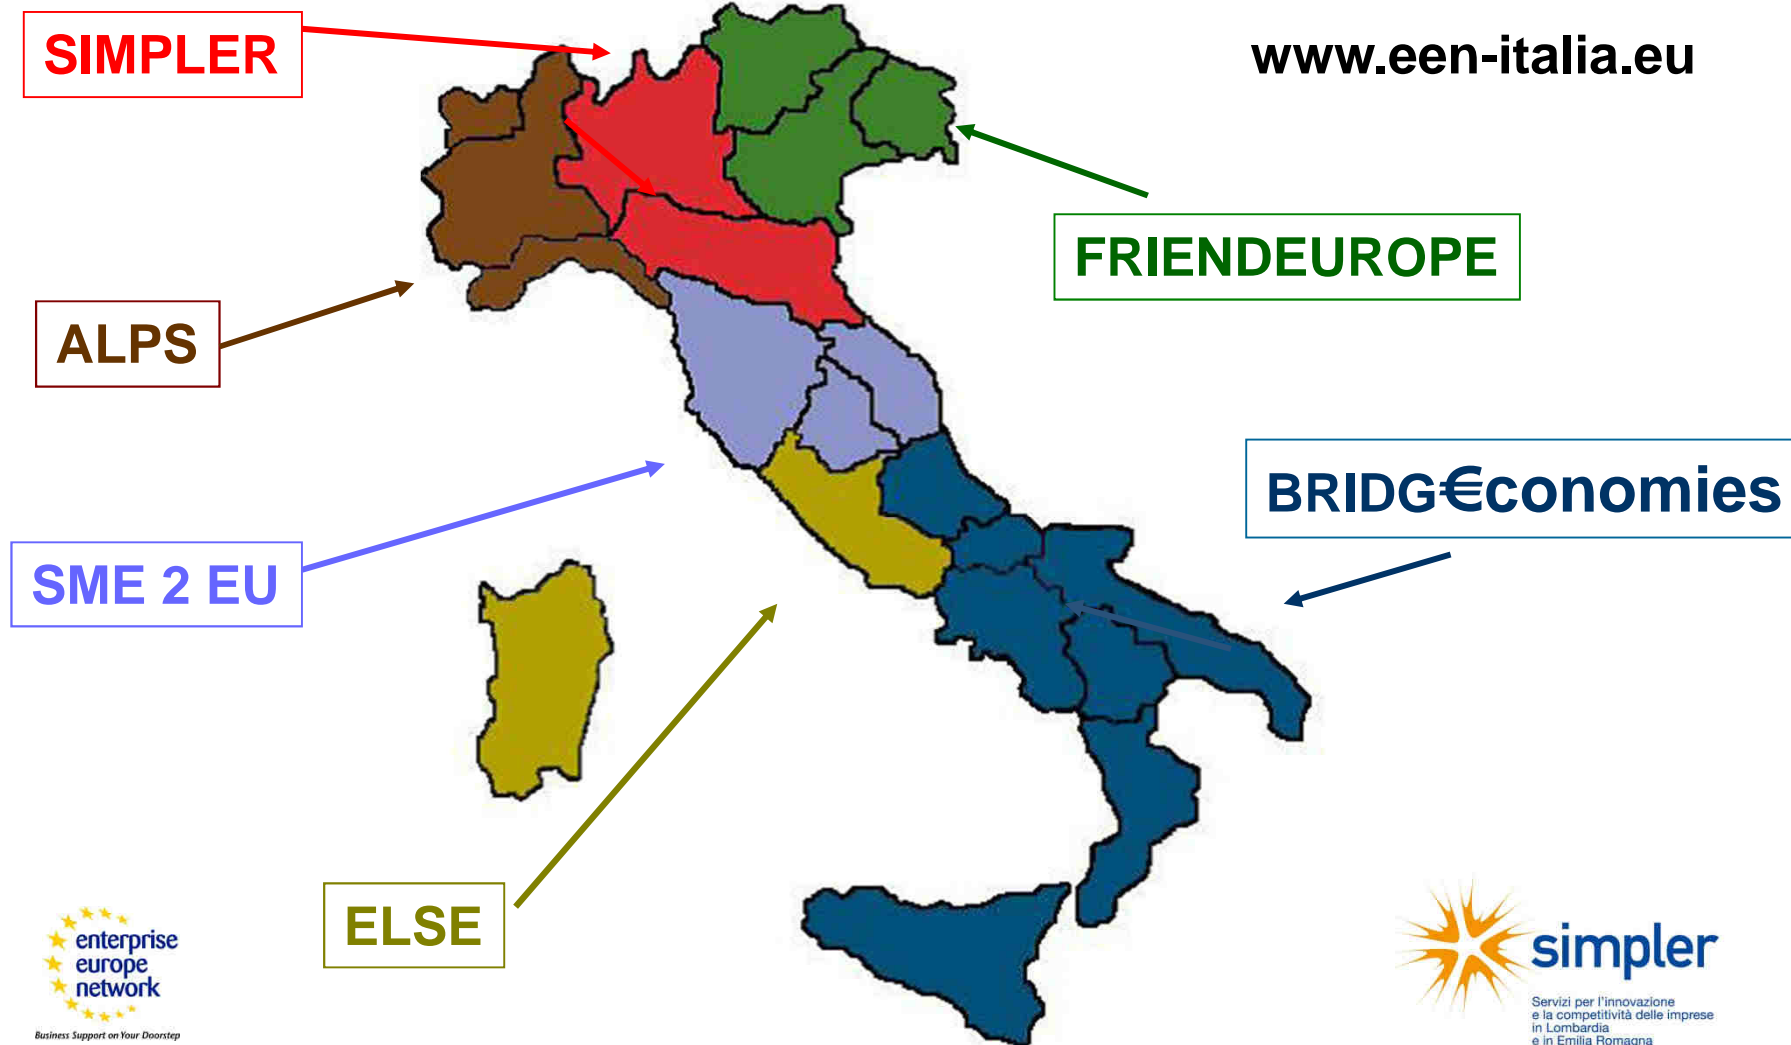 SIMPLER
www.een-italia.eu
FRIENDEUROPE
ALPS
BRIDG€conomies
SME 2 EU
ELSE
enterprise
europe
network
Business Support on Your Doorstep
simpler
Servizi per l'innovazione
e la competitività delle imprese
in Lombardia
e in Emilia Romagna